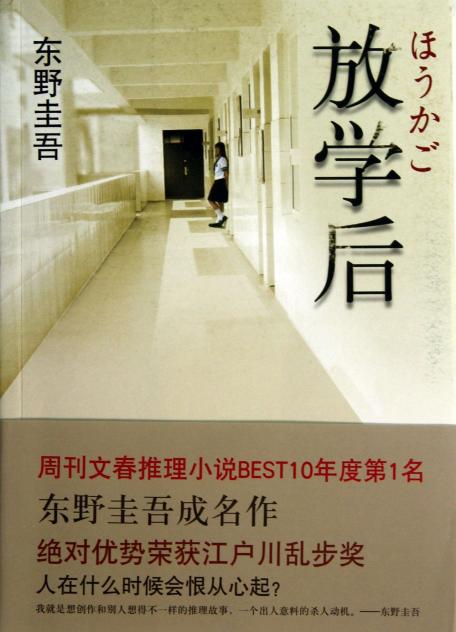 东野圭吾
放学后
ほうかご
周刊文春推理小说BEST10年度第1名
东野圭吾成名作
绝对优势荣获江户川乱步奖
人在什么时候会恨从心起?
我就是想创作和别人想得不一样的推理故事，一个出人意料的杀人动机。——东野圭吾